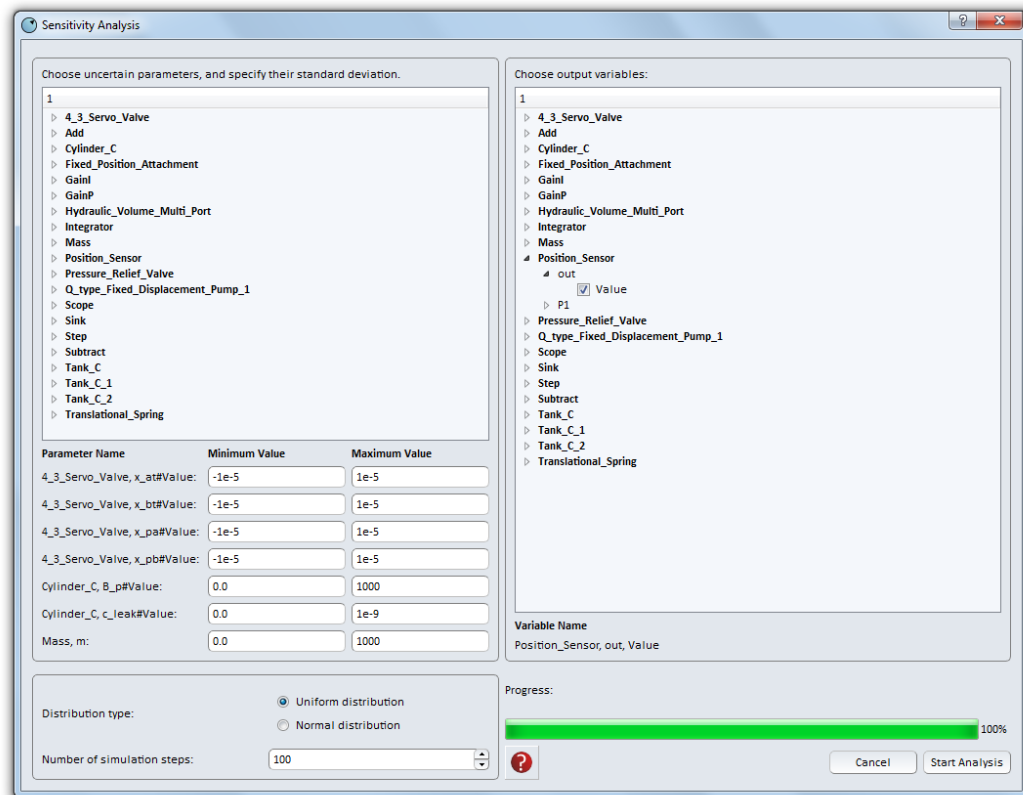 Sensitivity Analysis
Choose uncertain parameters, and specify their standard deviation.
1
4_3_Servo_Valve
Add
Cylinder_C
Fixed_Position_Attachment
GainI
GainP
Hydraulic_Volume_Multi_Port
Integrator
Mass
Position_Sensor
Pressure_Relief_Valve
Q_type_Fixed_Displacement_Pump_1
Scope
Sink
Step
Subtract
Tank_C
Tank_C_1
Tank_C_2
Translational_Spring
Parameter Name Minimum Value Maximum Value
4_3_Servo_Valve, x_at#Value: -1e-5 1e-5
4_3_Servo_Valve, x_bt#Value: -1e-5 1e-5
4_3_Servo_Valve, x_pa#Value: -1e-5 1e-5
4_3_Servo_Valve, x_pb#Value: -1e-5 1e-5
Cylinder_C, B_p#Value: 0.0 1000
Cylinder_C, c_leak#Value: 0.0 1e-9
Mass, m: 0.0 1000
Distribution type:
Uniform distribution
Normal distribution
Number of simulation steps: 100
Choose output variables:
1
4_3_Servo_Valve
Add
Cylinder_C
Fixed_Position_Attachment
GainI
GainP
Hydraulic_Volume_Multi_Port
Integrator
Mass
Position_Sensor
out
Value
P1
Pressure_Relief_Valve
Q_type_Fixed_Displacement_Pump_1
Scope
Sink
Step
Subtract
Tank_C
Tank_C_1
Tank_C_2
Translational_Spring
Variable Name
Position_Sensor, out, Value
Progress:
100%
? Cancel Start Analysis